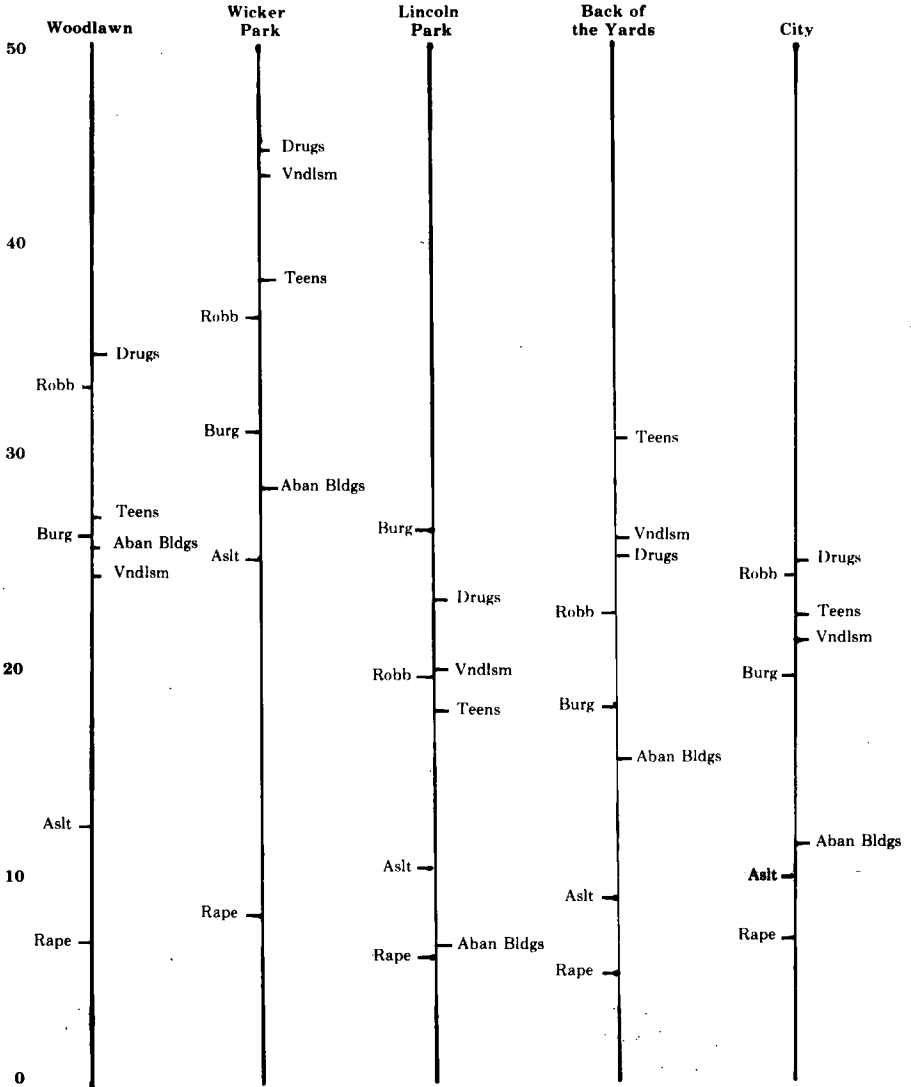 Woodlawn
Wicker
Park
Lincoln
Park
Back of
the Yards
City
50
40
30
20
10
0
Drugs
Robb
Teens
Burg
Aban Bldgs
Vndlsm
Aslt
Rape
Drugs
Vndlsm
Teens
Robb
Burg
Aban Bldgs
Aslt
Rape
Burg
Drugs
Vndlsm
Robb
Teens
Aslt
Aban Bldgs
Rape
Teens
Vndlsm
Drugs
Robb
Burg
Aban Bldgs
Aslt
Rape
Drugs
Robb
Teens
Vndlsm
Burg
Aban Bldgs
Aslt
Rape